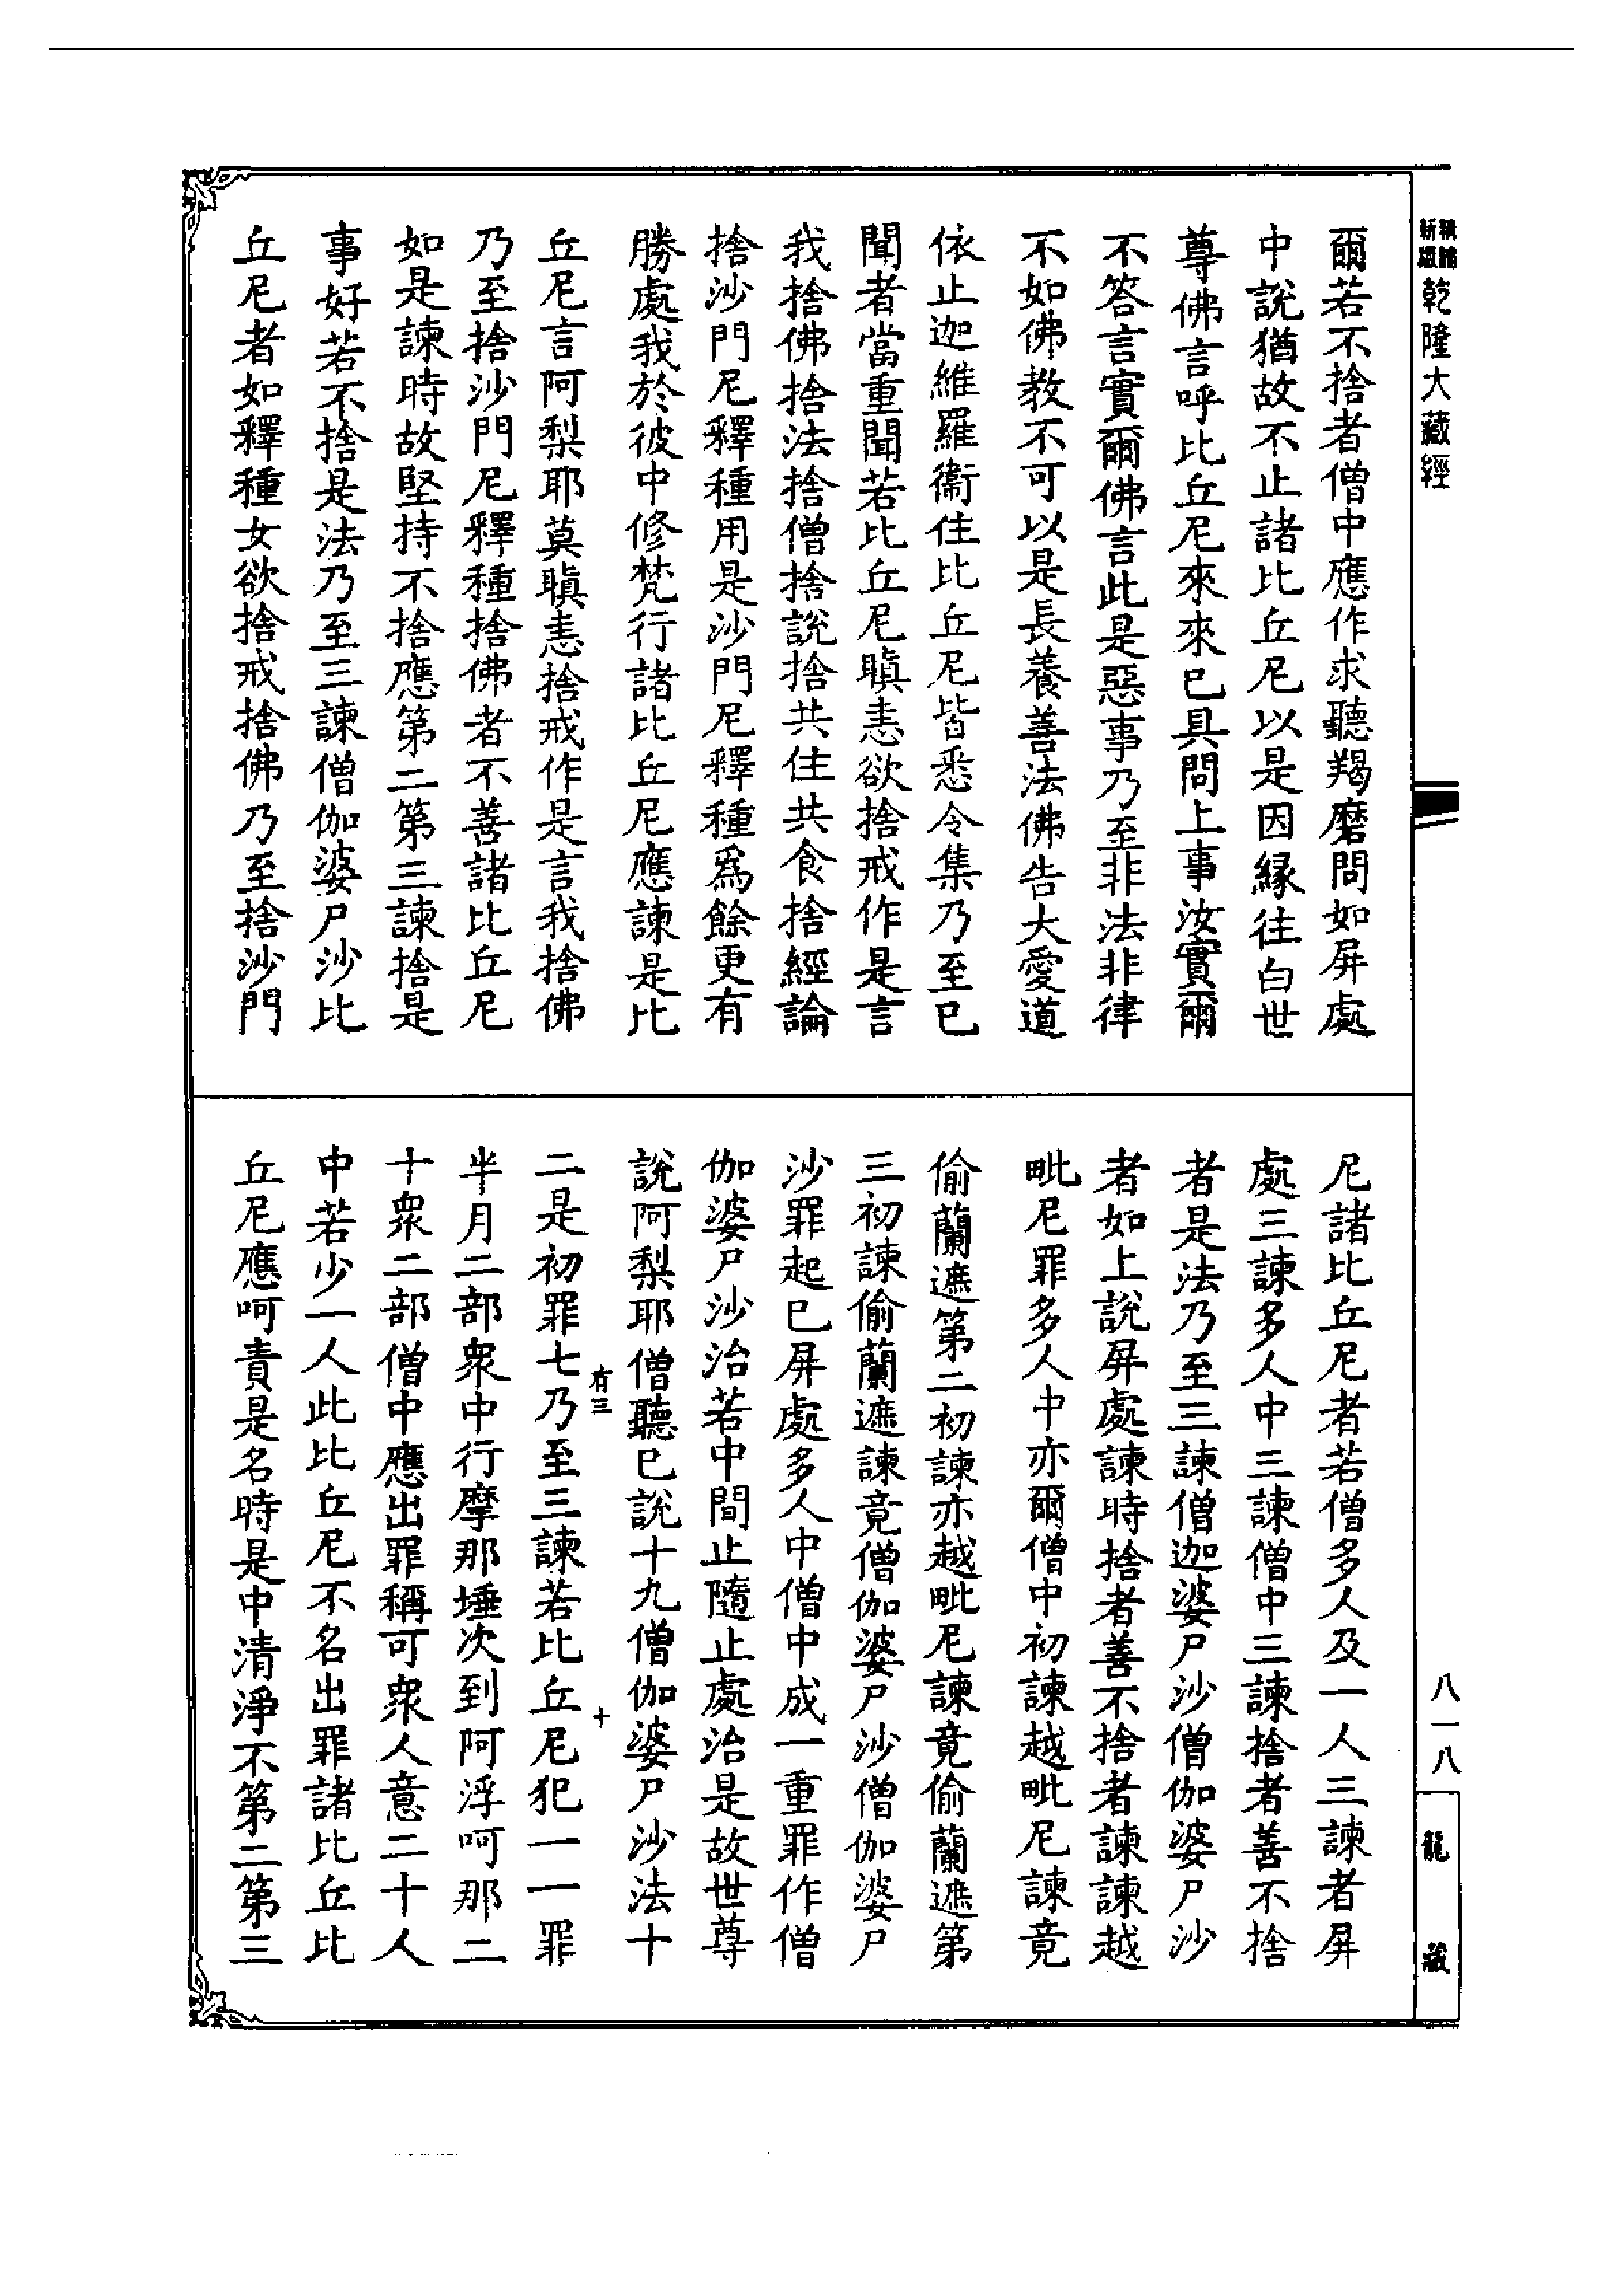 新編縮體乾隆大藏經
爾若不捨者僧中應作求聽羯磨問如屏處
中說猶故不止諸比丘尼以是因緣往白世
尊佛言呼比丘尼來來已具問上事汝實爾
不答言實爾佛言此是惡事乃至非法非律
不如佛教不可以是長養善法佛告大愛道
依止迦維羅衞住比丘尼皆悉令集乃至已
聞者當重聞若比丘尼瞋恚欲捨戒作是言
我捨佛捨法捨僧捨說捨共住共食捨經論
捨沙門尼釋種用是沙門尼釋種爲餘更有
勝處我於彼中修梵行諸比丘尼應諫是比
丘尼言阿梨耶莫瞋恚捨戒作是言我捨佛
乃至捨沙門尼釋種捨佛者不善諸比丘尼
如是諫時故堅持不捨應第二第三諫捨是
事好若不捨是法乃至三諫僧伽婆尸沙比
丘尼者如釋種女欲捨戒捨佛乃至捨沙門
尼諸比丘尼者若僧多人及一人三諫者屏
處三諫多人中三諫僧中三諫捨者善不捨
者是法乃至三諫僧迦婆尸沙僧伽婆尸沙
者如上說屏處諫時捨者善不捨者諫諫越
毗尼罪多人中亦爾僧中初諫越毗尼諫竟
偷蘭遮第二初諫亦越毗尼諫竟偷蘭遮第
三初諫偷蘭遮諫竟僧伽婆尸沙僧伽婆尸
沙罪起已屏處多人中僧中成一重罪作僧
伽婆尸沙治若中間止隨止處治是故世尊
說阿梨耶僧聽已說十九僧伽婆尸沙法十
二是初罪七乃至三諫若比丘尼犯一一罪
有三
十
半月二部衆中行摩那埵次到阿浮呵那二
十衆二部僧中應出罪稱可衆人意二十人
中若少一人此比丘尼不名出罪諸比丘比
丘尼應呵責是名時是中清淨不第二第三
八一八
龍藏